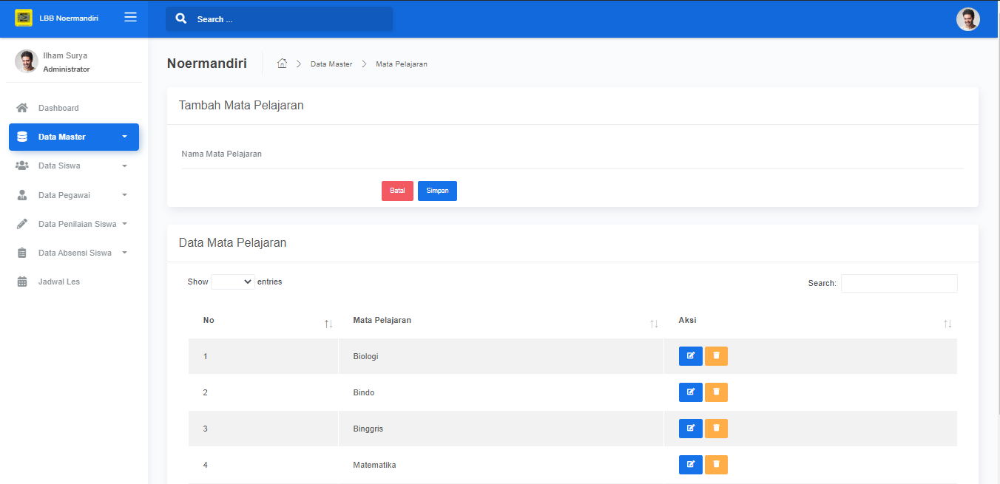 LBB Noermandiri
Search ...
Ilham Surya
Administrator
Dashboard
Data Master
Data Siswa
Data Pegawai
Data Penilaian Siswa
Data Absensi Siswa
Jadwal Les
Noermandiri
Data Master
Mata Pelajaran
Tambah Mata Pelajaran
Nama Mata Pelajaran
Batal Simpan
Data Mata Pelajaran
Show entries Search:
No Mata Pelajaran Aksi
1 Biologi
2 Bindo
3 Binggris
4 Matematika